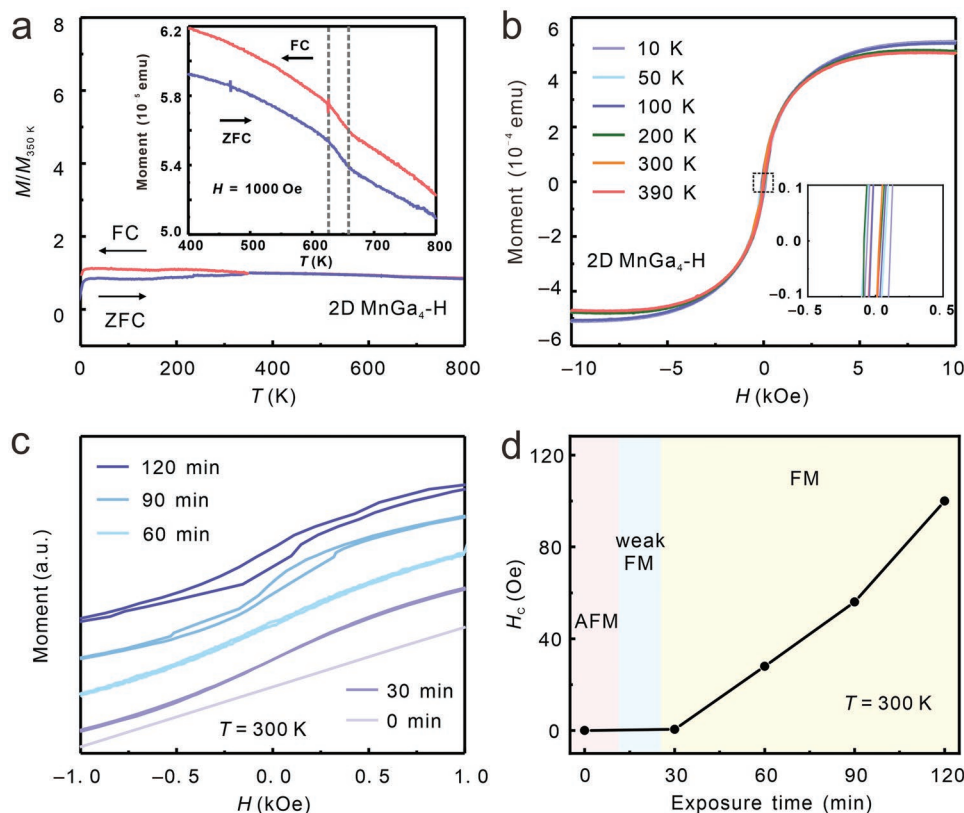 a
8
6
4
2
0
M/M350 K
6.2
5.8
5.4
5.0
Moment (10⁻⁵ emu)
FC
ZFC
H = 1000 Oe
400 500 600 700 800
T (K)
FC
ZFC
2D MnGa₄-H
0 200 400 600 800
T (K)
b
6
4
2
0
−2
−4
−6
Moment (10⁻⁴ emu)
10 K
50 K
100 K
200 K
300 K
390 K
2D MnGa₄-H
0.1
0.0
−0.1
−0.5 0.0 0.5
−10 −5 0 5 10
H (kOe)
c
Moment (a.u.)
120 min
90 min
60 min
30 min
0 min
T = 300 K
−1.0 −0.5 0.0 0.5 1.0
H (kOe)
d
120
80
40
0
Hc (Oe)
FM
weak
FM
AFM
T = 300 K
0 30 60 90 120
Exposure time (min)